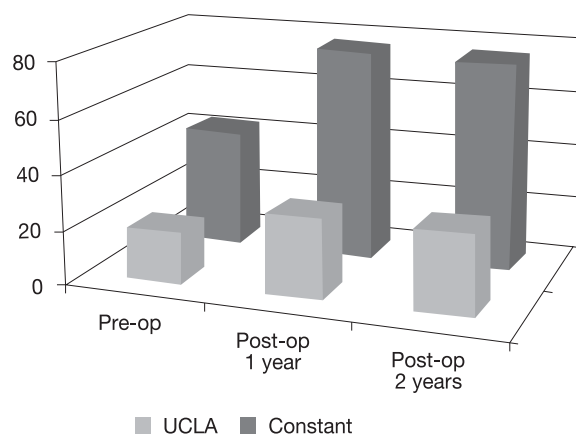 80
60
40
20
0
Pre-op
Post-op
1 year
Post-op
2 years
UCLA Constant